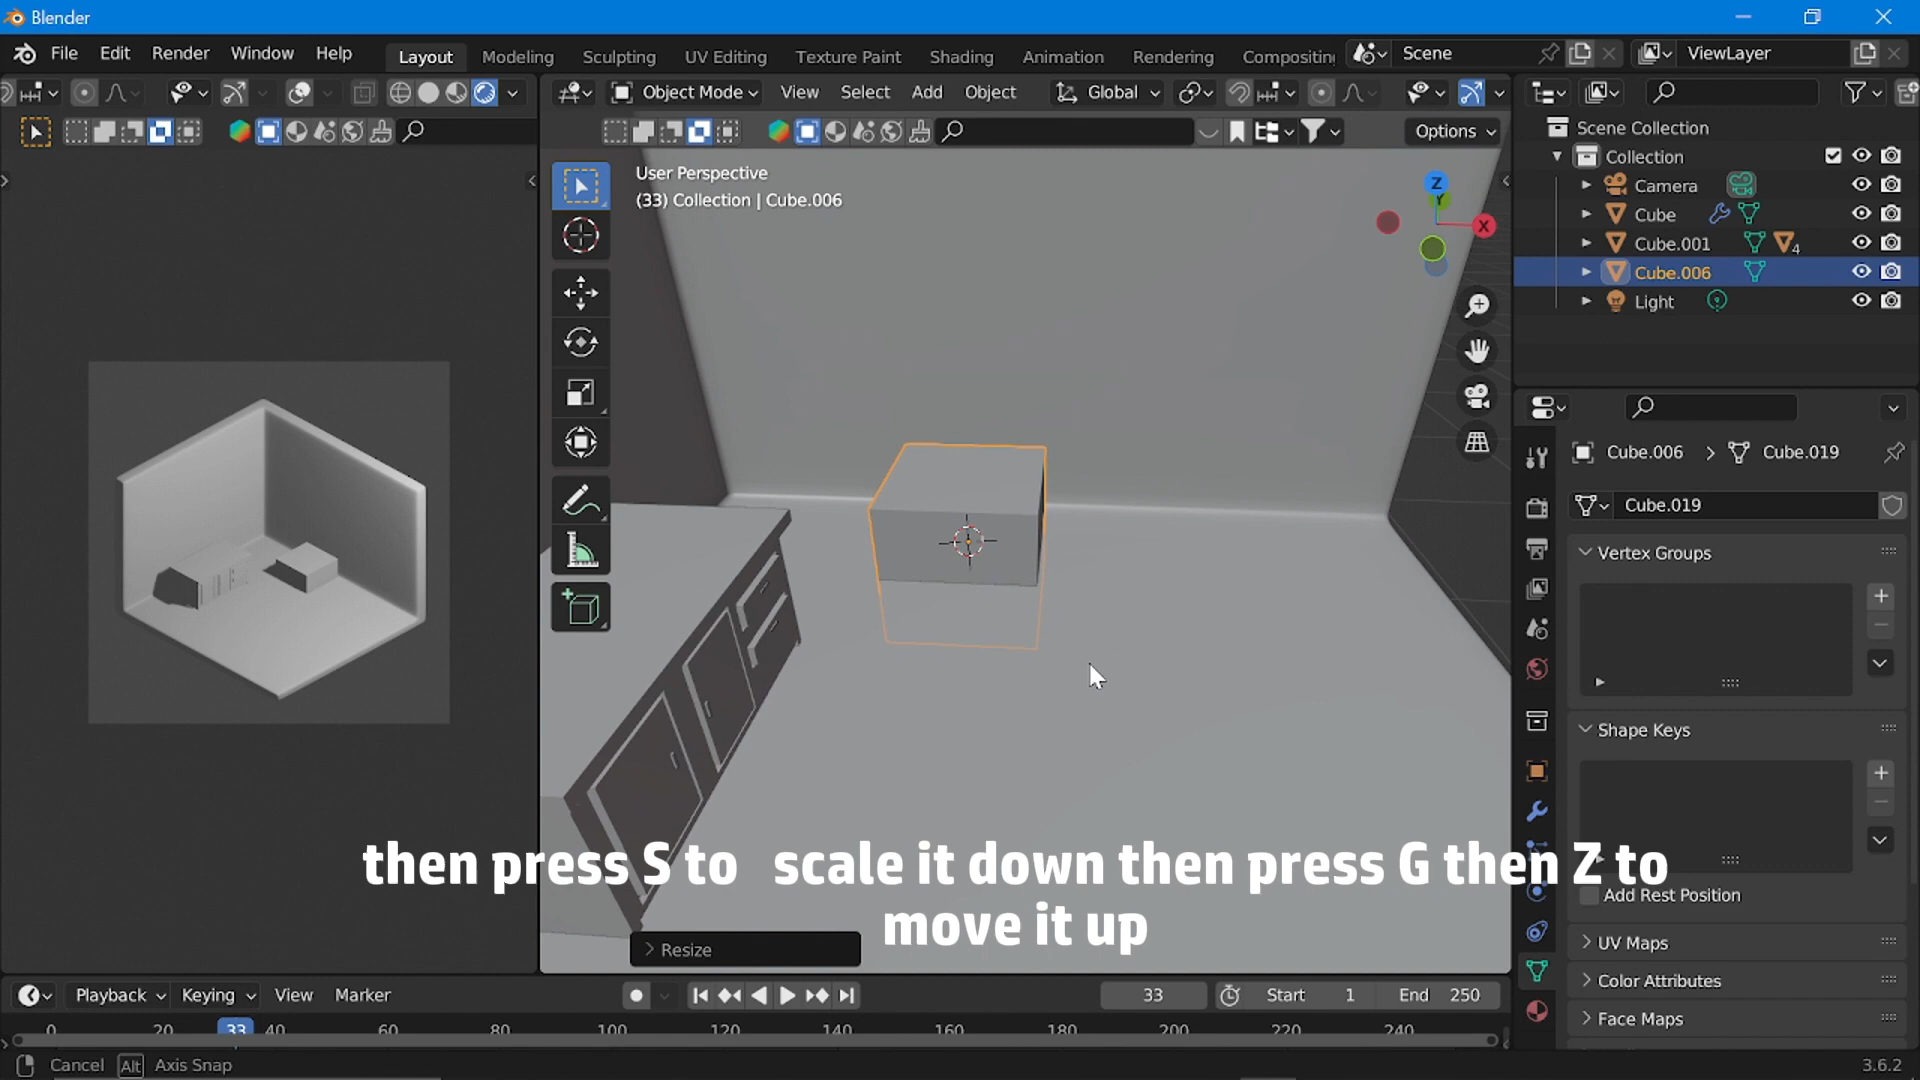 Blender
File Edit Render Window Help
Layout Modeling Sculpting UV Editing Texture Paint Shading Animation Rendering Compositin
Scene
ViewLayer
Object Mode View Select Add Object Global
Options
User Perspective
(33) Collection | Cube.006
Z
Y
X
Scene Collection
Collection
Camera
Cube
Cube.001 4
Cube.006
Light
Cube.006 > Cube.019
Cube.019
Vertex Groups
Shape Keys
Add Rest Position
UV Maps
Color Attributes
Face Maps
then press S to scale it down then press G then Z to
move it up
Resize
Playback Keying View Marker
33 Start 1 End 250
0 20 33 40 60 80 100 120 140 160 180 200 220 240
Cancel Alt Axis Snap
3.6.2